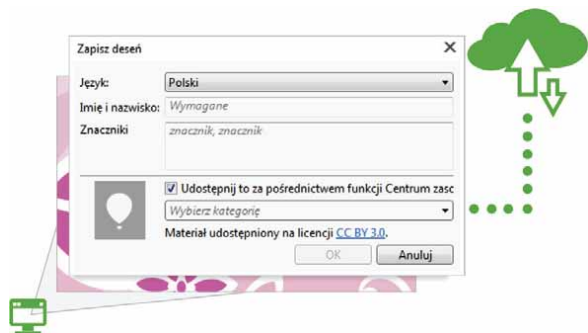 Zapisz deseń
Język: Polski
Imię i nazwisko: Wymagane
Znaczniki znacznik, znacznik
Udostępnij to za pośrednictwem funkcji Centrum zasc
Wybierz kategorię
Materiał udostępniony na licencji CC BY 3.0.
OK Anuluj